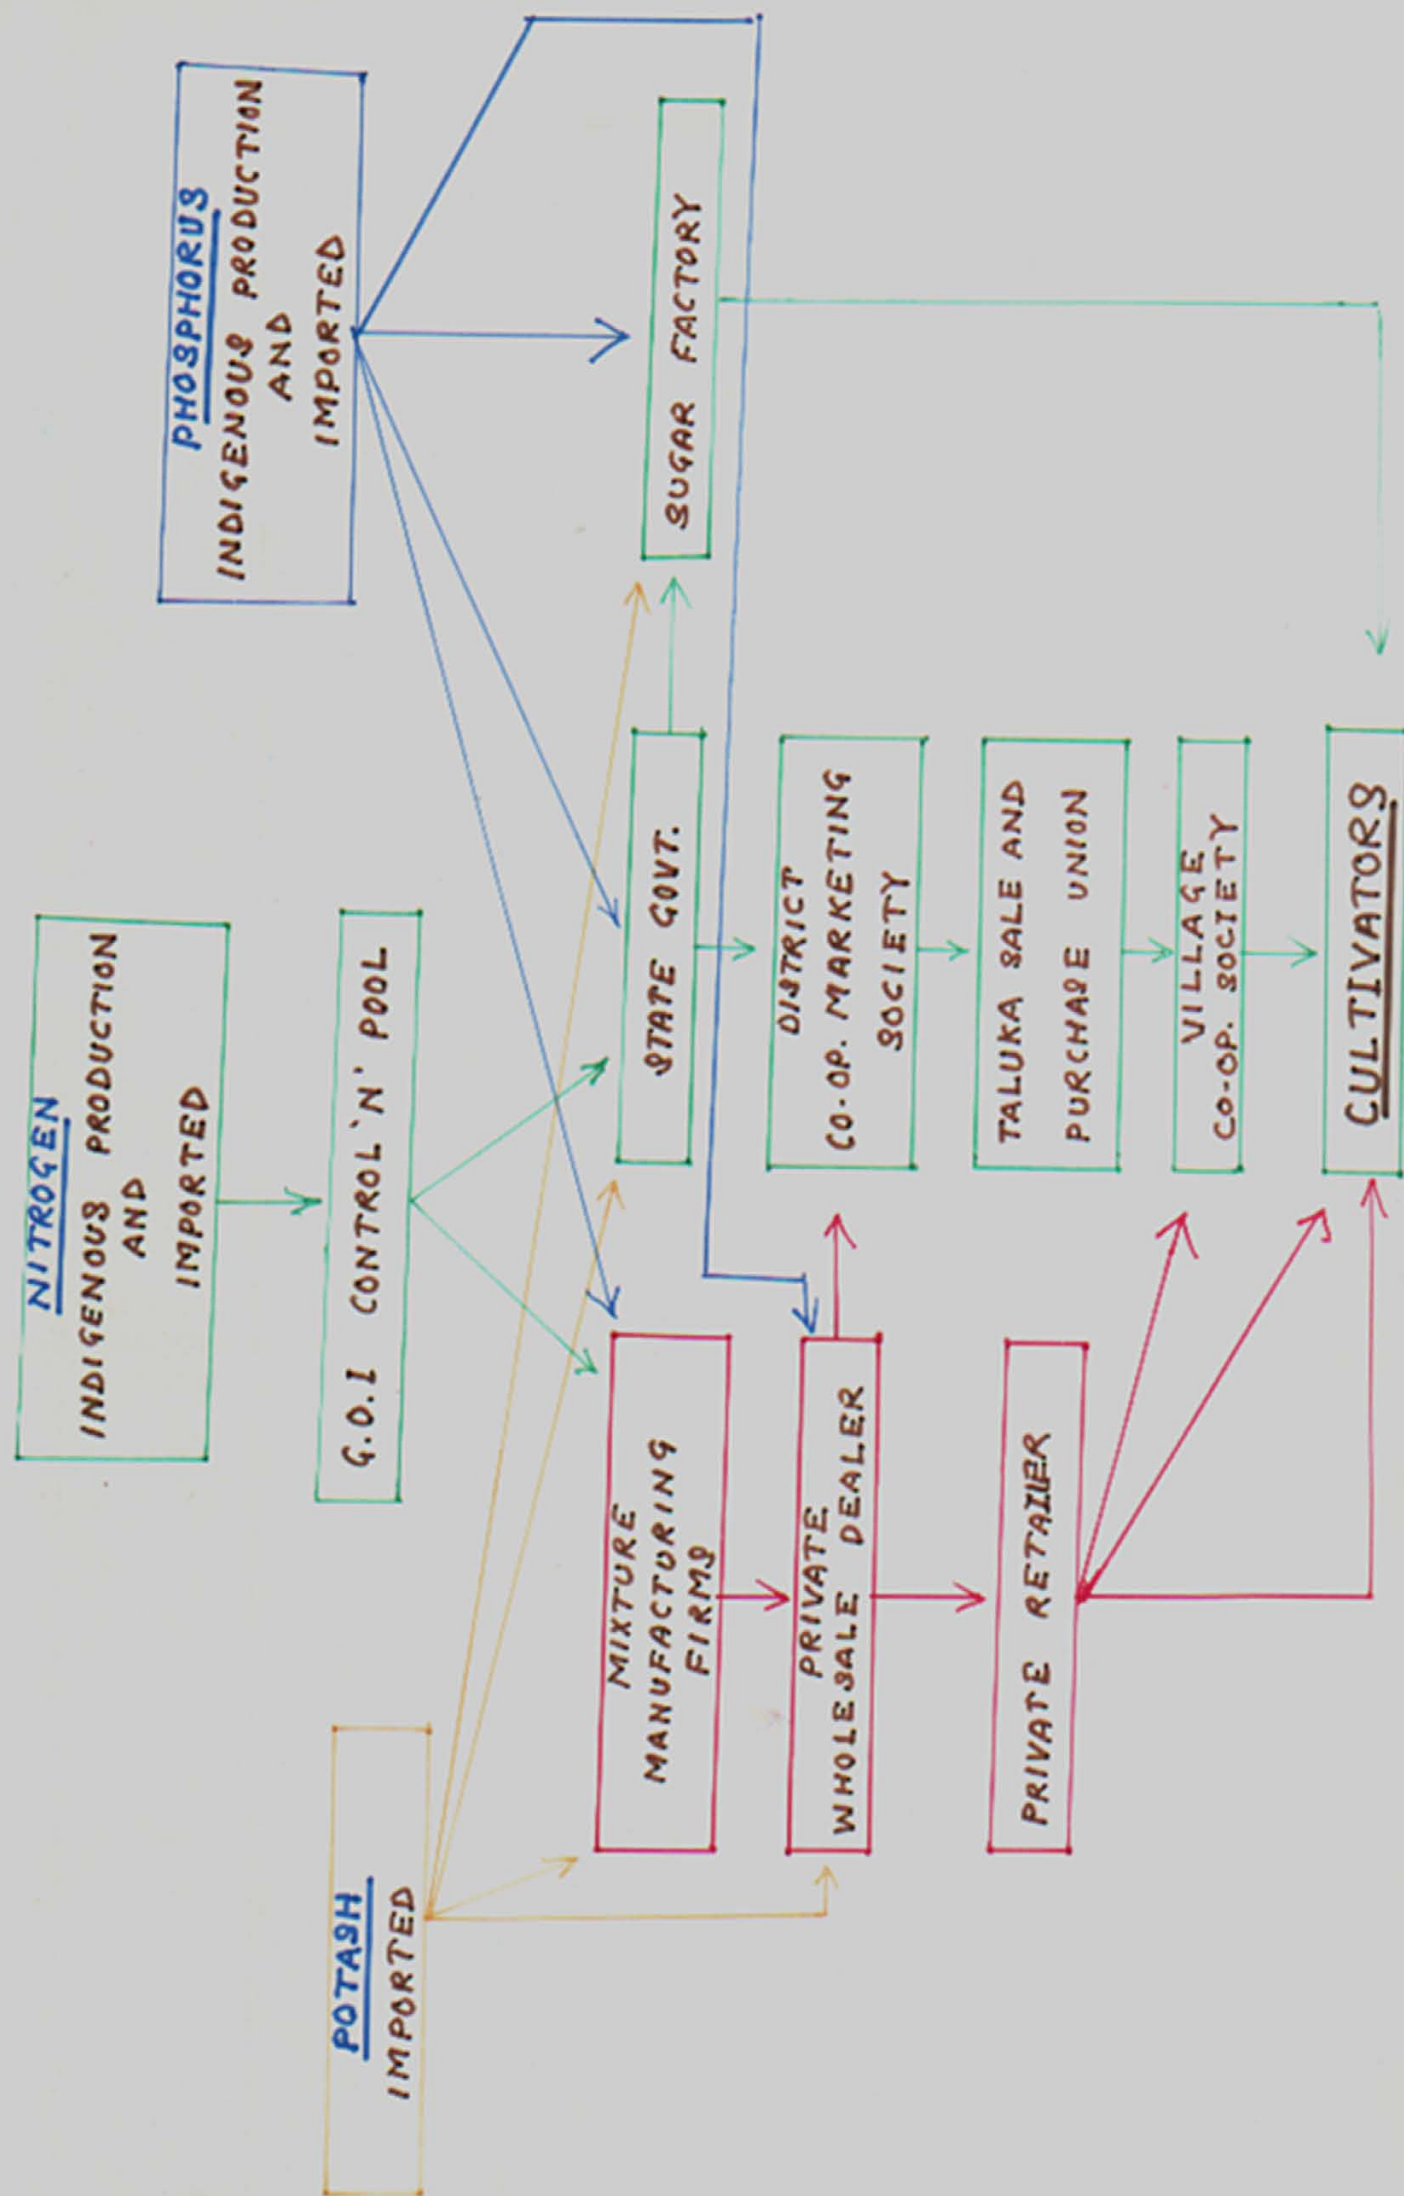 NITROGEN
INDIGENOUS PRODUCTION
AND
IMPORTED
PHOSPHORUS
INDIGENOUS PRODUCTION
AND
IMPORTED
POTASH
IMPORTED
G.O.I CONTROL 'N' POOL
MIXTURE
MANUFACTURING
FIRMS
STATE GOVT.
SUGAR FACTORY
PRIVATE
WHOLESALE DEALER
DISTRICT
CO-OP. MARKETING
SOCIETY
PRIVATE RETAILER
TALUKA SALE AND
PURCHASE UNION
VILLAGE
CO-OP. SOCIETY
CULTIVATORS